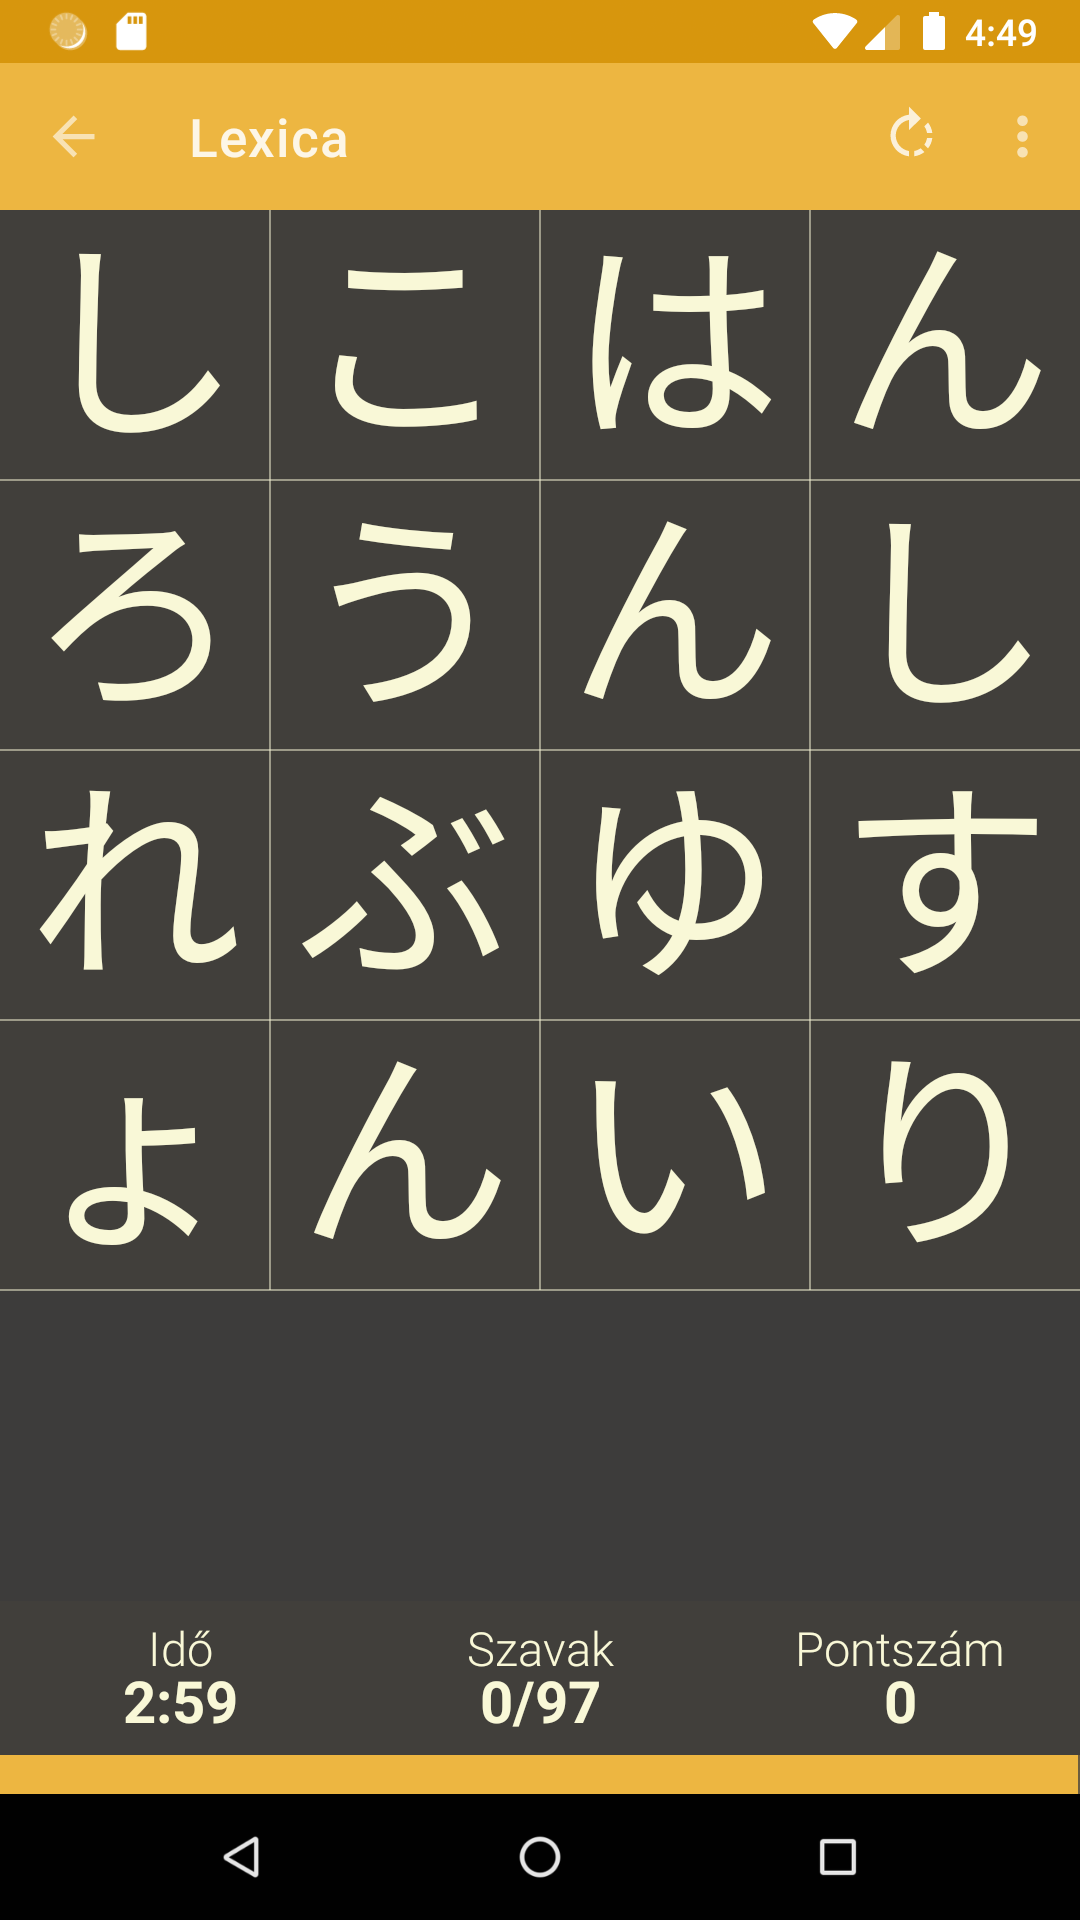 4:49
Lexica
し こ は ん
ろ う ん し
れ ぶ ゆ す
ょ ん い り
Idő Szavak Pontszám
2:59 0/97 0